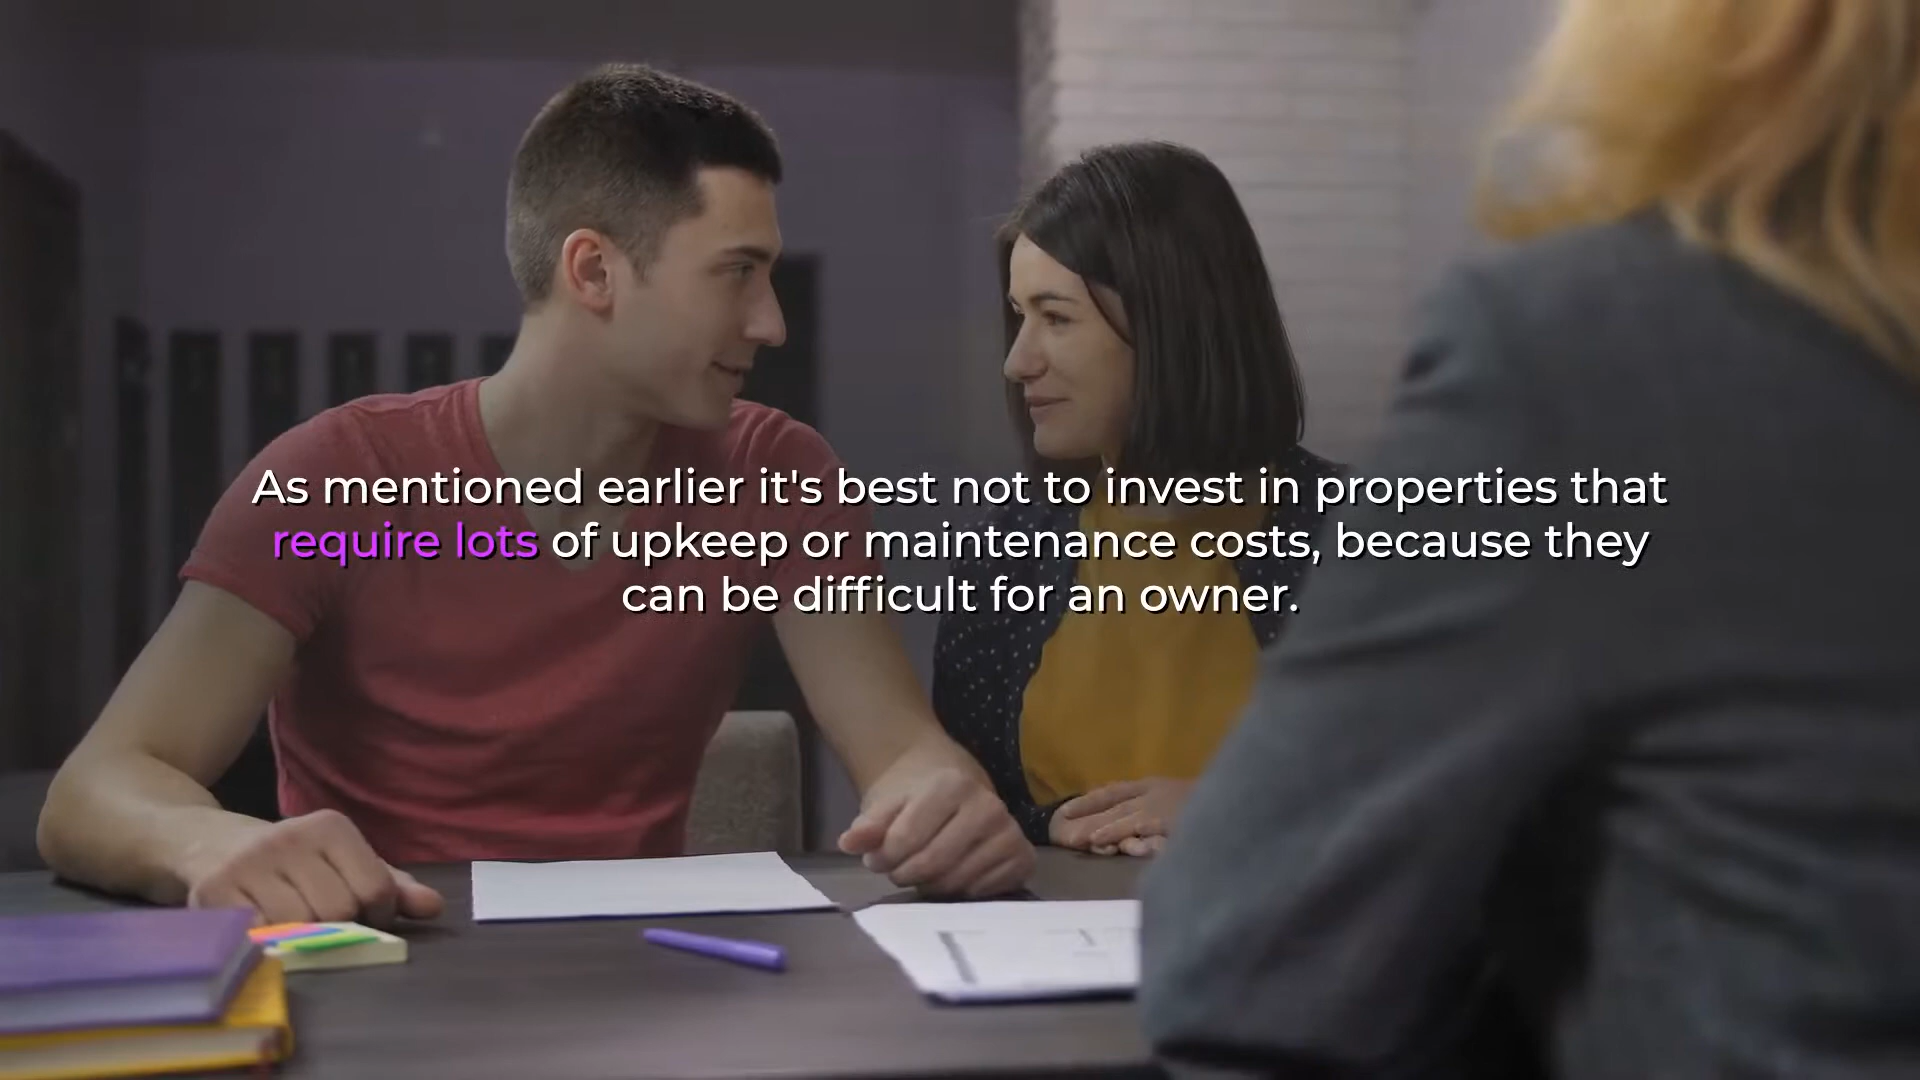 As mentioned earlier it's best not to invest in properties that
require lots of upkeep or maintenance costs, because they
can be difficult for an owner.